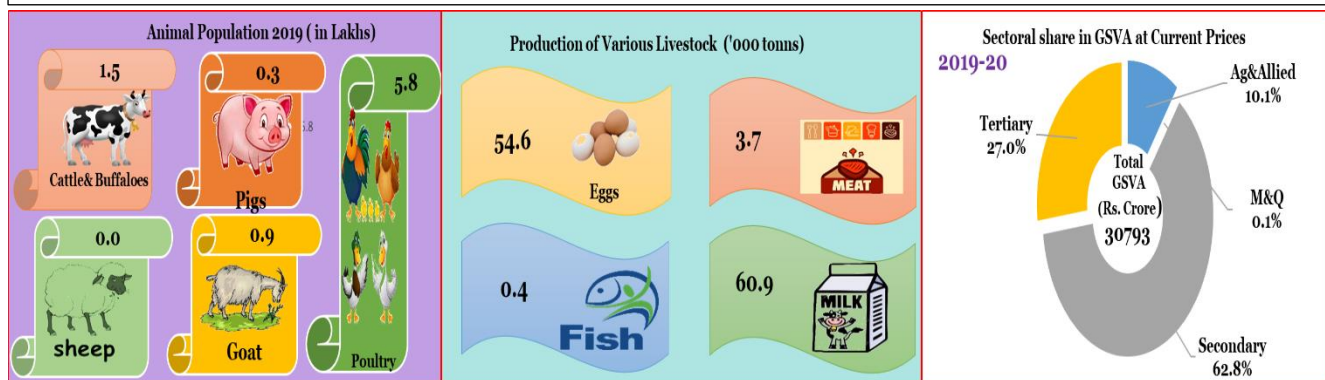 Animal Population 2019 ( in Lakhs)
1.5
Cattle& Buffaloes
0.3
Pigs
5.8
5.8
Poultry
0.0
sheep
0.9
Goat
Production of Various Livestock ('000 tonns)
54.6
Eggs
3.7
MEAT
0.4
Fish
60.9
MILK
Sectoral share in GSVA at Current Prices
2019-20
Ag&Allied
10.1%
Tertiary
27.0%
Total
GSVA
(Rs. Crore)
30793
M&Q
0.1%
Secondary
62.8%